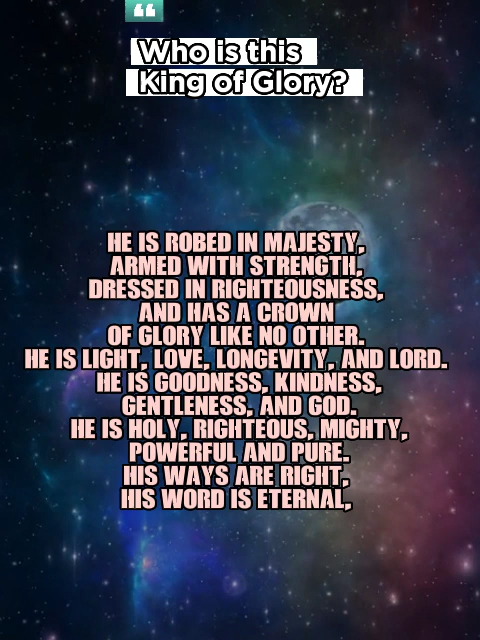 ❝
Who is this
King of Glory?
HE IS ROBED IN MAJESTY,
ARMED WITH STRENGTH,
DRESSED IN RIGHTEOUSNESS,
AND HAS A CROWN
OF GLORY LIKE NO OTHER.
HE IS LIGHT, LOVE, LONGEVITY, AND LORD.
HE IS GOODNESS, KINDNESS,
GENTLENESS, AND GOD.
HE IS HOLY, RIGHTEOUS, MIGHTY,
POWERFUL AND PURE.
HIS WAYS ARE RIGHT,
HIS WORD IS ETERNAL,